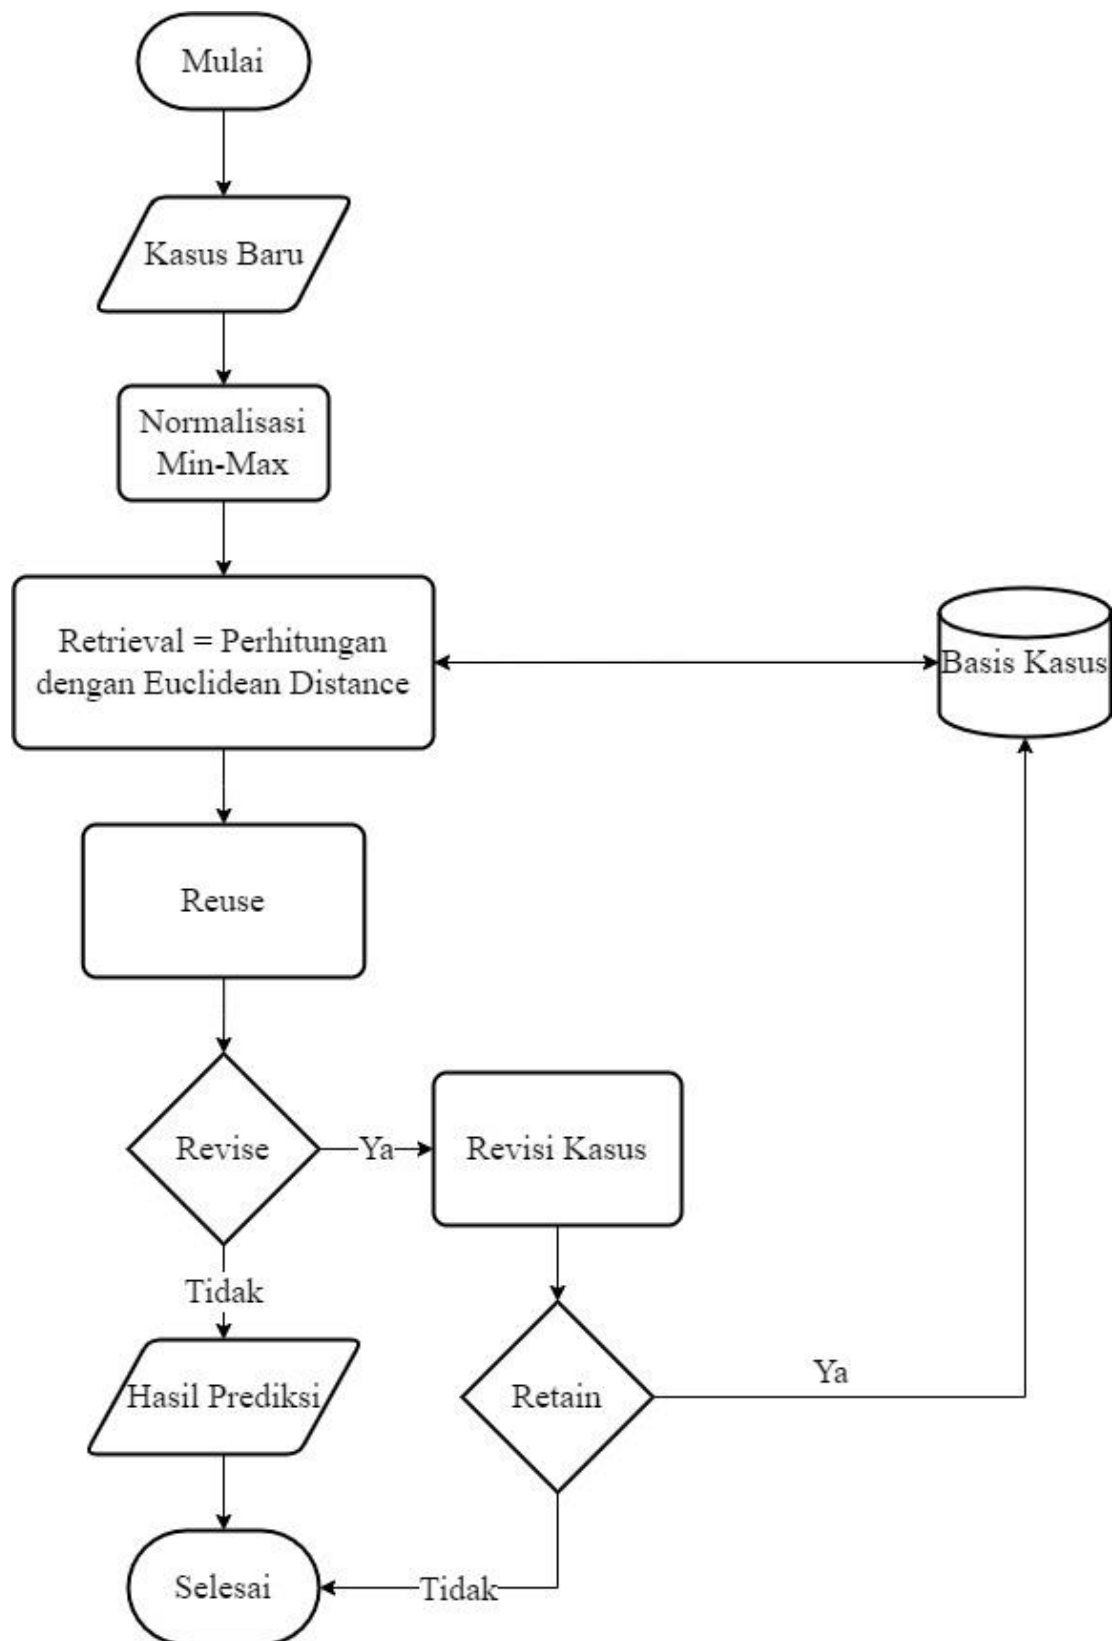 Mulai
Kasus Baru
Normalisasi
Min-Max
Retrieval = Perhitungan
dengan Euclidean Distance
Basis Kasus
Reuse
Revise
Ya
Revisi Kasus
Tidak
Hasil Prediksi
Retain
Ya
Selesai
Tidak